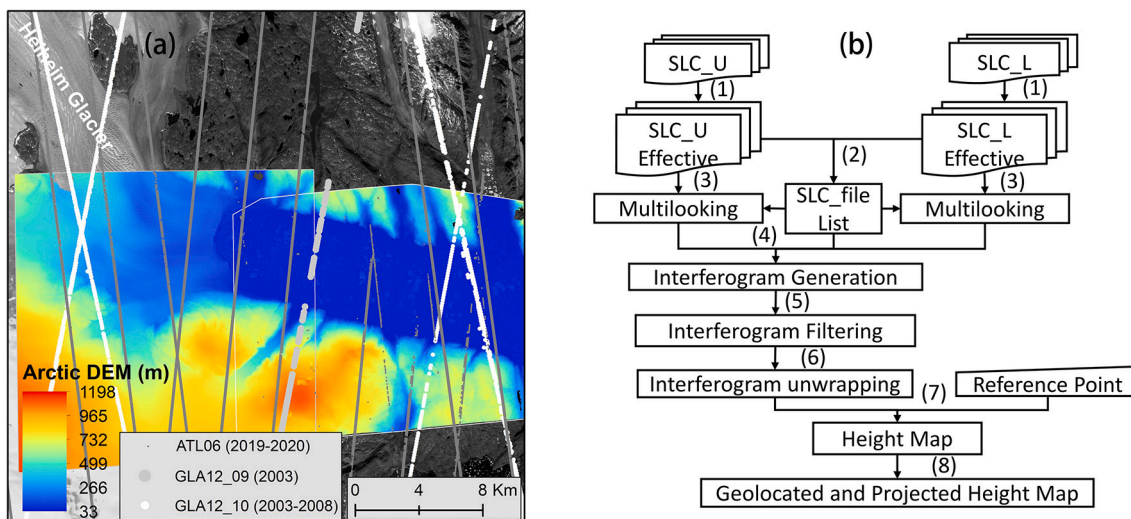 (a)
Helheim Glacier
Arctic DEM (m)
1198
965
732
499
266
33
ATL06 (2019-2020)
GLA12_09 (2003)
GLA12_10 (2003-2008)
0 4 8 Km
(b)
SLC_U
SLC_L
(1)
(1)
SLC_U
Effective
SLC_L
Effective
(2)
(3)
(3)
Multilooking
SLC_file
List
Multilooking
(4)
Interferogram Generation
(5)
Interferogram Filtering
(6)
Interferogram unwrapping
(7)
Reference Point
Height Map
(8)
Geolocated and Projected Height Map